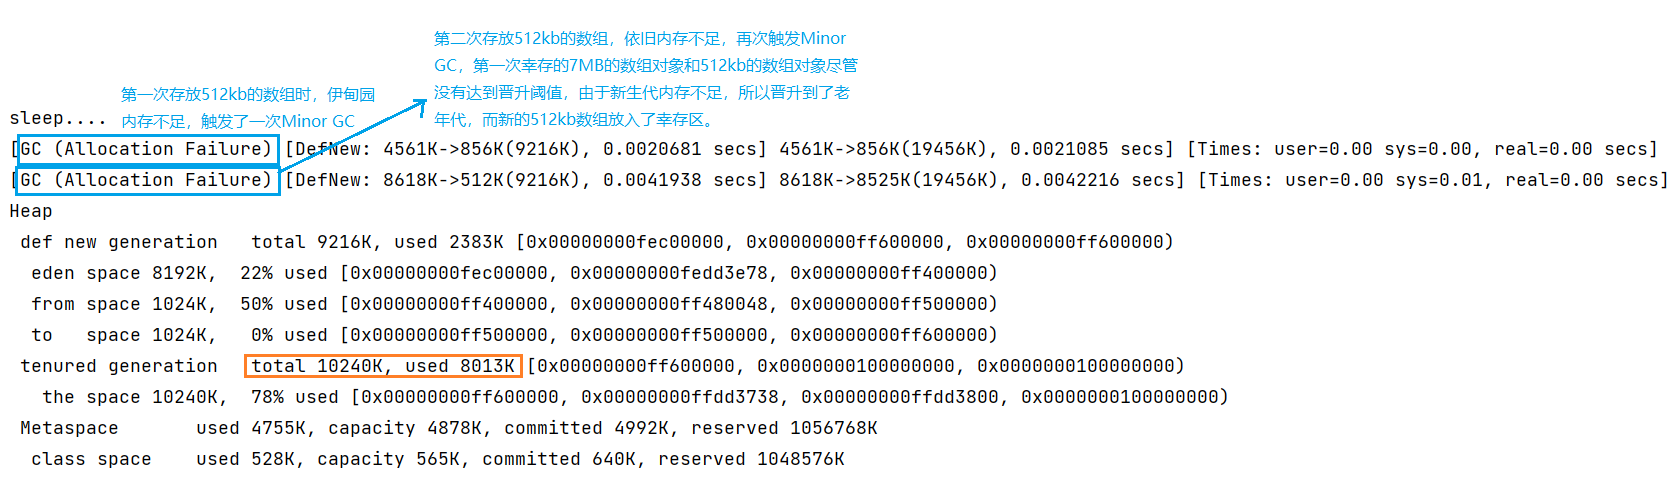 第二次存放512kb的数组，依旧内存不足，再次触发Minor
GC，第一次幸存的7MB的数组对象和512kb的数组对象尽管
没有达到晋升阈值，由于新生代内存不足，所以晋升到了老
年代，而新的512kb数组放入了幸存区。
第一次存放512kb的数组时，伊甸园
内存不足，触发了一次Minor GC
sleep....
[GC (Allocation Failure) [DefNew: 4561K->856K(9216K), 0.0020681 secs] 4561K->856K(19456K), 0.0021085 secs] [Times: user=0.00 sys=0.00, real=0.00 secs]
[GC (Allocation Failure) [DefNew: 8618K->512K(9216K), 0.0041938 secs] 8618K->8525K(19456K), 0.0042216 secs] [Times: user=0.00 sys=0.01, real=0.00 secs]
Heap
def new generation   total 9216K, used 2383K [0x00000000fec00000, 0x00000000ff600000, 0x00000000ff600000)
eden space 8192K,  22% used [0x00000000fec00000, 0x00000000fedd3e78, 0x00000000ff400000)
from space 1024K,  50% used [0x00000000ff400000, 0x00000000ff480048, 0x00000000ff500000)
to   space 1024K,   0% used [0x00000000ff500000, 0x00000000ff500000, 0x00000000ff600000)
tenured generation   total 10240K, used 8013K [0x00000000ff600000, 0x0000000100000000, 0x0000000100000000)
the space 10240K,  78% used [0x00000000ff600000, 0x00000000ffdd3738, 0x00000000ffdd3800, 0x0000000100000000)
Metaspace       used 4755K, capacity 4878K, committed 4992K, reserved 1056768K
class space    used 528K, capacity 565K, committed 640K, reserved 1048576K